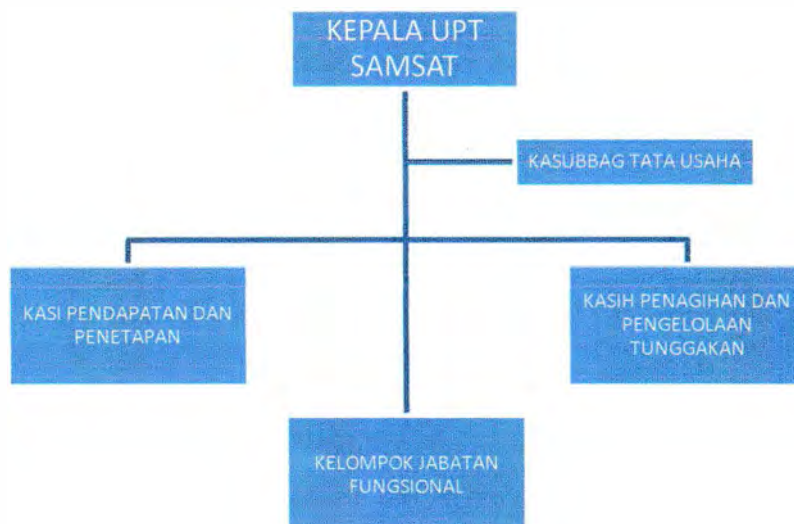 KEPALA UPT
SAMSAT
KASUBBAG TATA USAHA
KASI PENDAPATAN DAN
PENETAPAN
KASIH PENAGIHAN DAN
PENGELOLAAN
TUNGGAKAN
KELOMPOK JABATAN
FUNGSIONAL